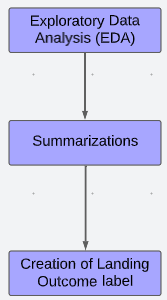 Exploratory Data
Analysis (EDA)
Summarizations
Creation of Landing
Outcome label